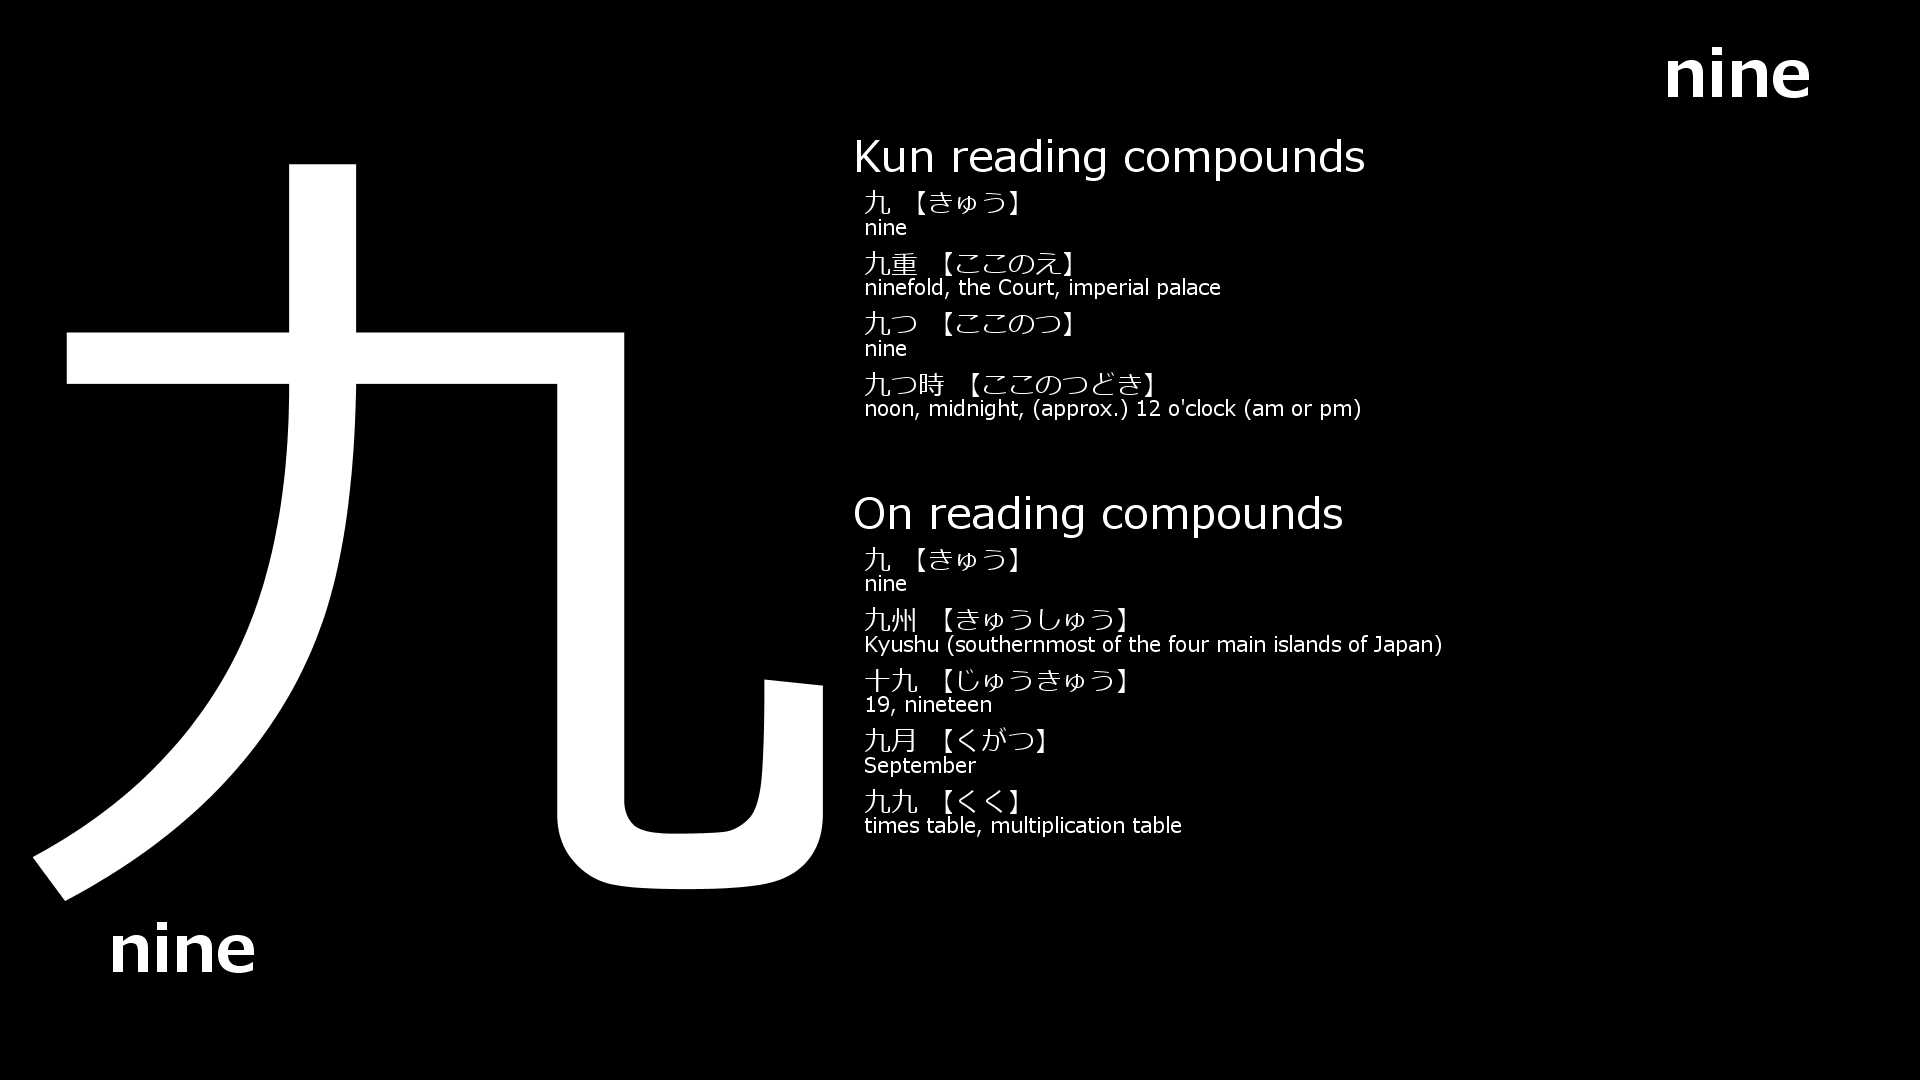 nine
九
Kun reading compounds
九 【きゅう】
nine
九重 【ここのえ】
ninefold, the Court, imperial palace
九つ 【ここのつ】
nine
九つ時 【ここのつどき】
noon, midnight, (approx.) 12 o'clock (am or pm)
On reading compounds
九 【きゅう】
nine
九州 【きゅうしゅう】
Kyushu (southernmost of the four main islands of Japan)
十九 【じゅうきゅう】
19, nineteen
九月 【くがつ】
September
九九 【くく】
times table, multiplication table
nine